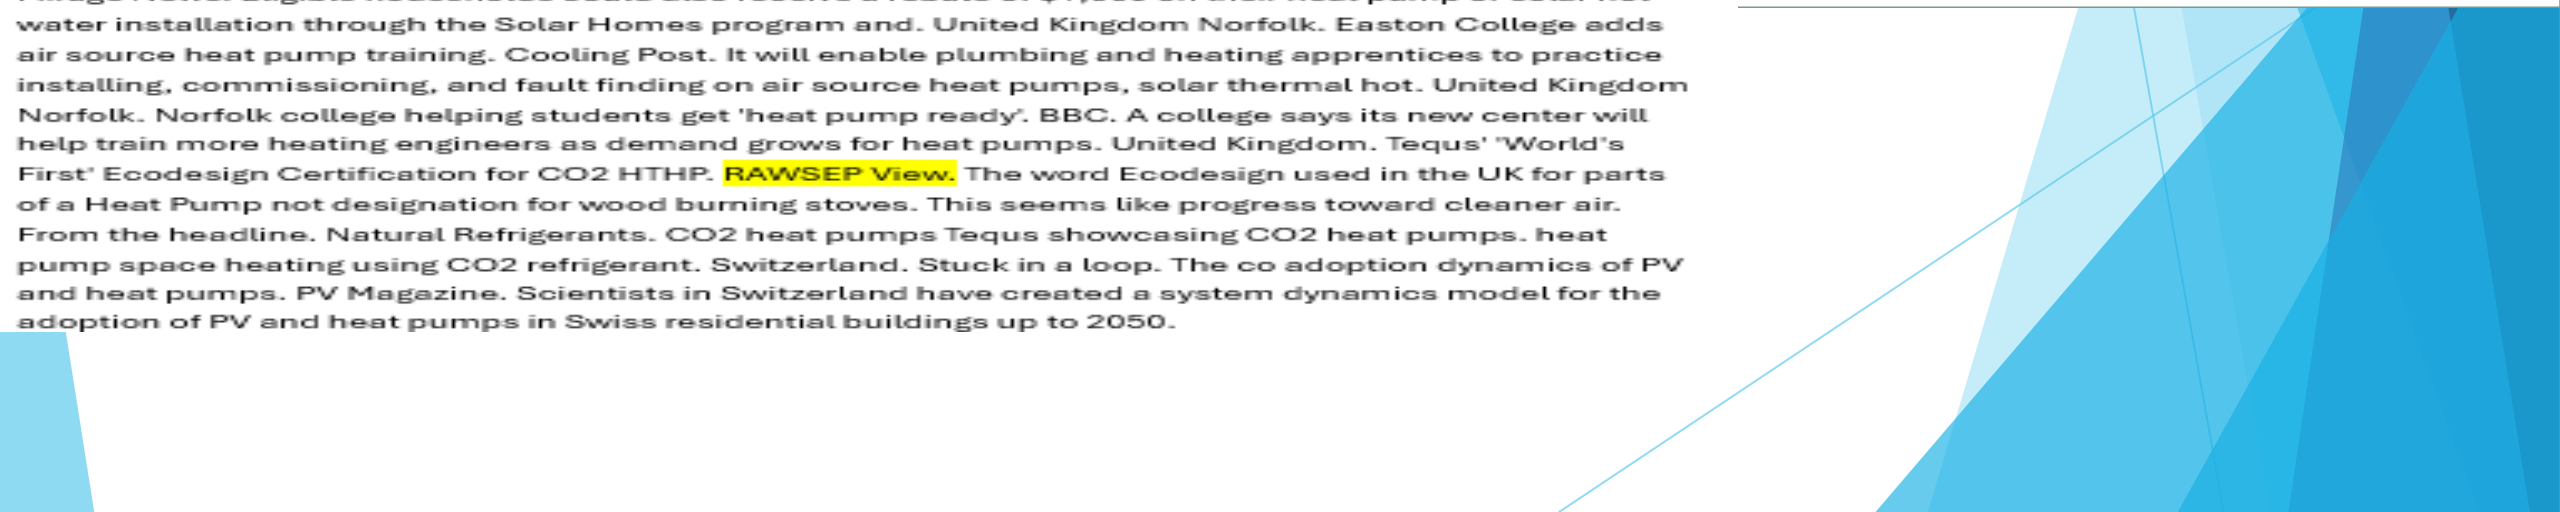 water installation through the Solar Homes program and. United Kingdom Norfolk. Easton College adds
air source heat pump training. Cooling Post. It will enable plumbing and heating apprentices to practice
installing, commissioning, and fault finding on air source heat pumps, solar thermal hot. United Kingdom
Norfolk. Norfolk college helping students get 'heat pump ready'. BBC. A college says its new center will
help train more heating engineers as demand grows for heat pumps. United Kingdom. Tequs' 'World's
First' Ecodesign Certification for CO2 HTHP. RAWSEP View. The word Ecodesign used in the UK for parts
of a Heat Pump not designation for wood burning stoves. This seems like progress toward cleaner air.
From the headline. Natural Refrigerants. CO2 heat pumps Tequs showcasing CO2 heat pumps. heat
pump space heating using CO2 refrigerant. Switzerland. Stuck in a loop. The co adoption dynamics of PV
and heat pumps. PV Magazine. Scientists in Switzerland have created a system dynamics model for the
adoption of PV and heat pumps in Swiss residential buildings up to 2050.